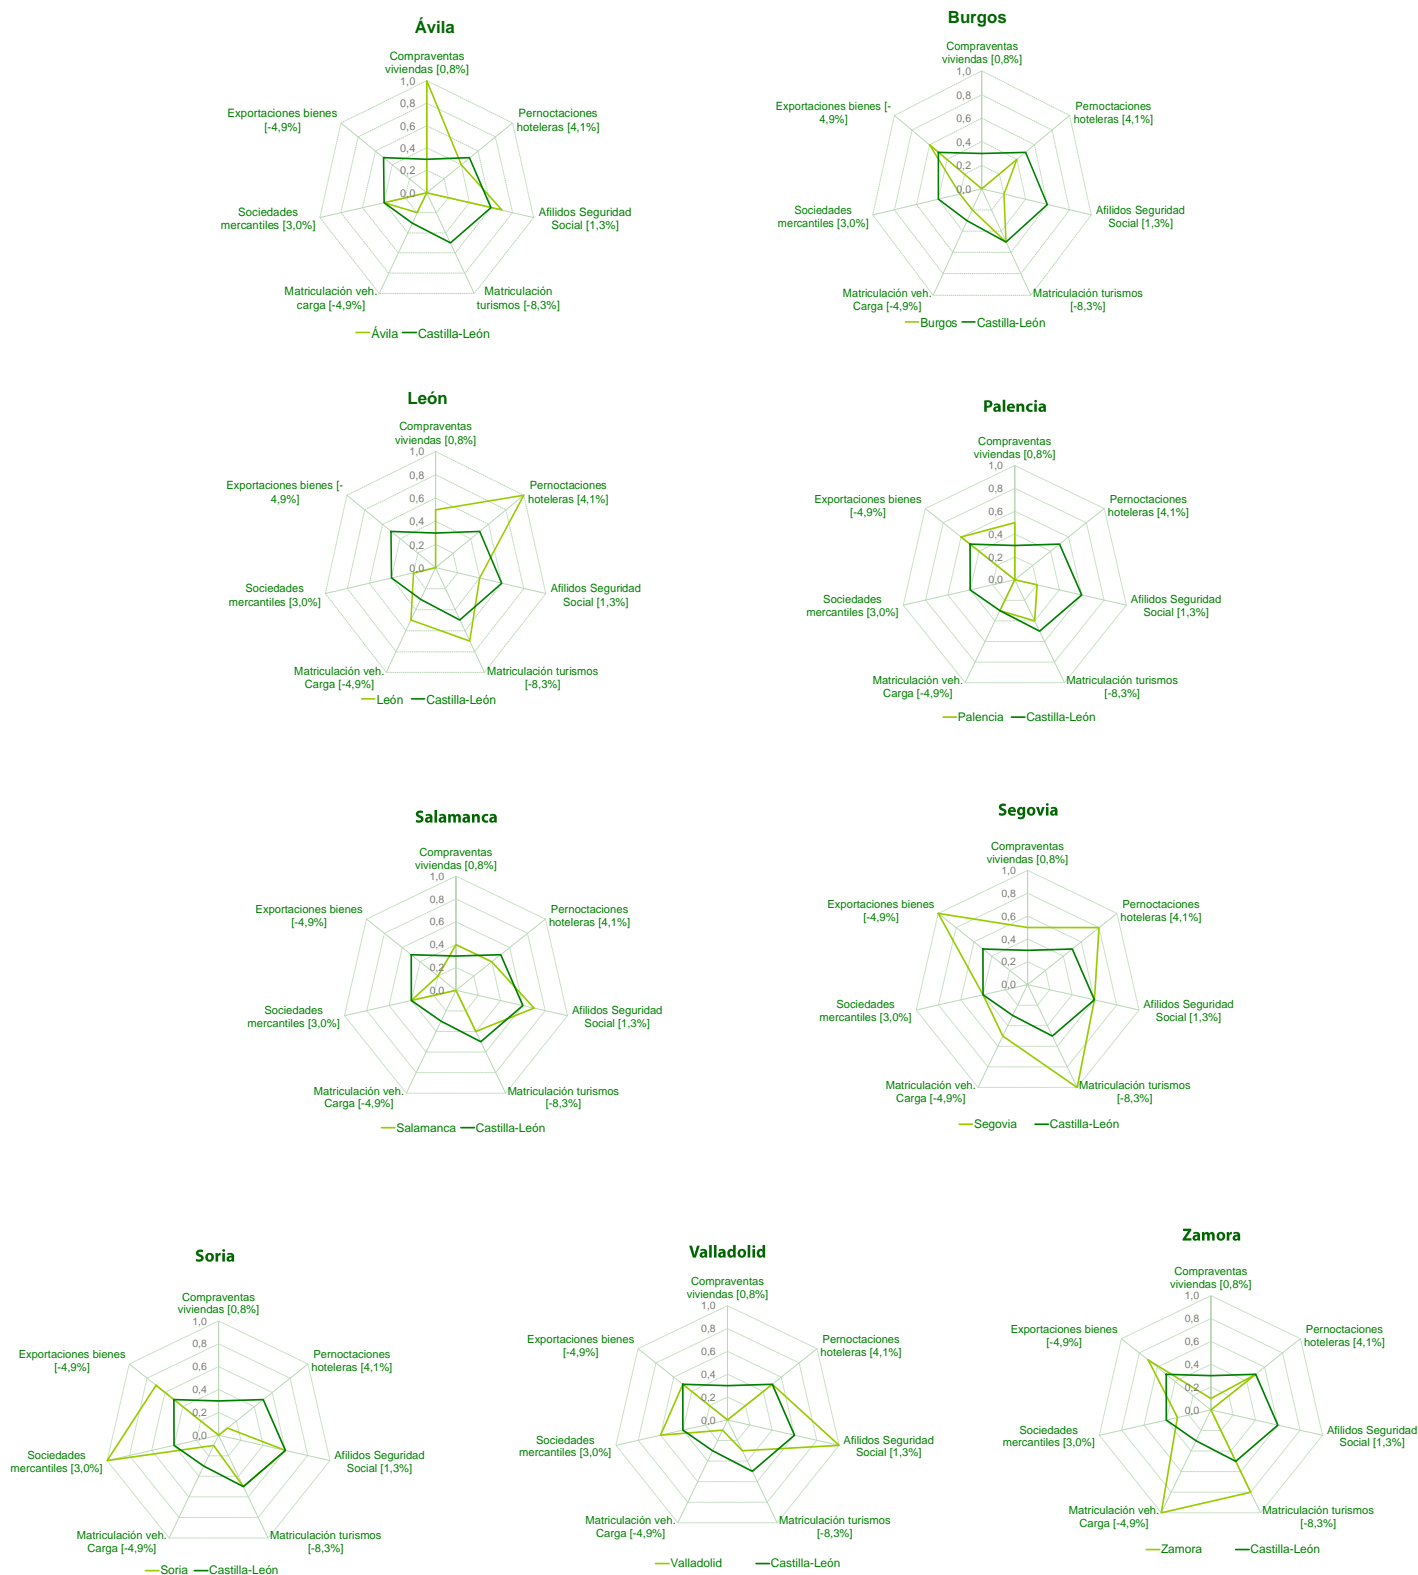 Ávila
Compraventas
viviendas [0,8%]
1,0
0,8
0,6
0,4
0,2
0,0
Pernoctaciones
hoteleras [4,1%]
Afilidos Seguridad
Social [1,3%]
Matriculación
turismos [-8,3%]
Matriculación veh.
carga [-4,9%]
Sociedades
mercantiles [3,0%]
Exportaciones bienes
[-4,9%]
Ávila
Castilla-León
Burgos
Compraventas
viviendas [0,8%]
1,0
0,8
0,6
0,4
0,2
0,0
Pernoctaciones
hoteleras [4,1%]
Afilidos Seguridad
Social [1,3%]
Matriculación turismos
[-8,3%]
Matriculación veh.
Carga [-4,9%]
Sociedades
mercantiles [3,0%]
Exportaciones bienes [-
4,9%]
Burgos
Castilla-León
León
Compraventas
viviendas [0,8%]
1,0
0,8
0,6
0,4
0,2
0,0
Pernoctaciones
hoteleras [4,1%]
Afilidos Seguridad
Social [1,3%]
Matriculación turismos
[-8,3%]
Matriculación veh.
Carga [-4,9%]
Sociedades
mercantiles [3,0%]
Exportaciones bienes [-
4,9%]
León
Castilla-León
Palencia
Compraventas
viviendas [0,8%]
1,0
0,8
0,6
0,4
0,2
0,0
Pernoctaciones
hoteleras [4,1%]
Afilidos Seguridad
Social [1,3%]
Matriculación turismos
[-8,3%]
Matriculación veh.
Carga [-4,9%]
Sociedades
mercantiles [3,0%]
Exportaciones bienes
[-4,9%]
Palencia
Castilla-León
Salamanca
Compraventas
viviendas [0,8%]
1,0
0,8
0,6
0,4
0,2
0,0
Pernoctaciones
hoteleras [4,1%]
Afilidos Seguridad
Social [1,3%]
Matriculación turismos
[-8,3%]
Matriculación veh.
Carga [-4,9%]
Sociedades
mercantiles [3,0%]
Exportaciones bienes
[-4,9%]
Salamanca
Castilla-León
Segovia
Compraventas
viviendas [0,8%]
1,0
0,8
0,6
0,4
0,2
0,0
Pernoctaciones
hoteleras [4,1%]
Afilidos Seguridad
Social [1,3%]
Matriculación turismos
[-8,3%]
Matriculación veh.
Carga [-4,9%]
Sociedades
mercantiles [3,0%]
Exportaciones bienes
[-4,9%]
Segovia
Castilla-León
Soria
Compraventas
viviendas [0,8%]
1,0
0,8
0,6
0,4
0,2
0,0
Pernoctaciones
hoteleras [4,1%]
Afilidos Seguridad
Social [1,3%]
Matriculación turismos
[-8,3%]
Matriculación veh.
Carga [-4,9%]
Sociedades
mercantiles [3,0%]
Exportaciones bienes
[-4,9%]
Soria
Castilla-León
Valladolid
Compraventas
viviendas [0,8%]
1,0
0,8
0,6
0,4
0,2
0,0
Pernoctaciones
hoteleras [4,1%]
Afilidos Seguridad
Social [1,3%]
Matriculación turismos
[-8,3%]
Matriculación veh.
Carga [-4,9%]
Sociedades
mercantiles [3,0%]
Exportaciones bienes
[-4,9%]
Valladolid
Castilla-León
Zamora
Compraventas
viviendas [0,8%]
1,0
0,8
0,6
0,4
0,2
0,0
Pernoctaciones
hoteleras [4,1%]
Afilidos Seguridad
Social [1,3%]
Matriculación turismos
[-8,3%]
Matriculación veh.
Carga [-4,9%]
Sociedades
mercantiles [3,0%]
Exportaciones bienes
[-4,9%]
Zamora
Castilla-León